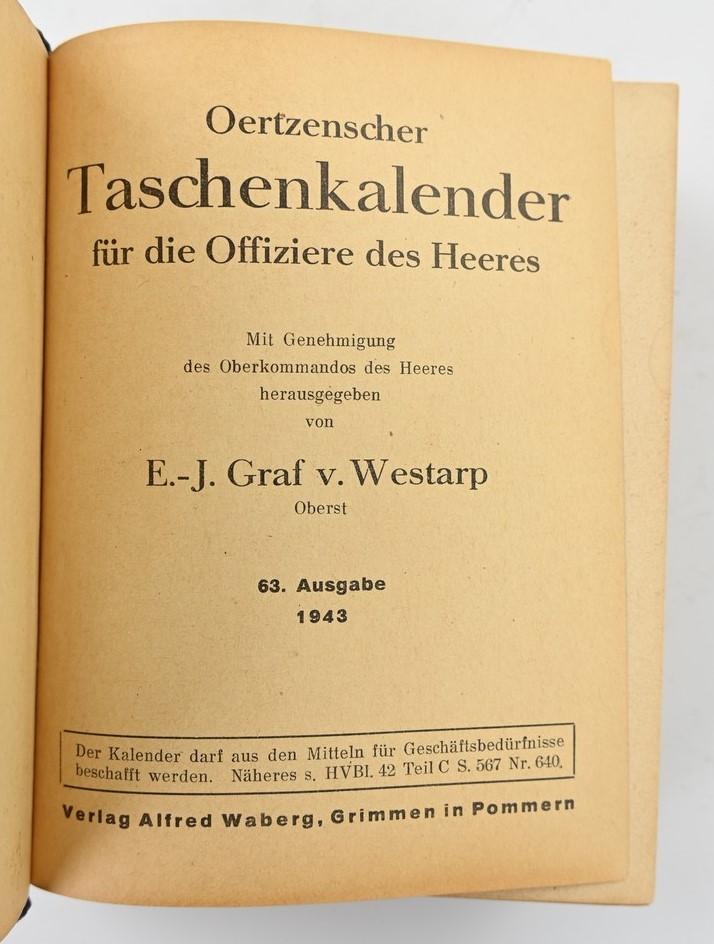 Oertzenscher
Taschenkalender
für die Offiziere des Heeres
Mit Genehmigung
des Oberkommandos des Heeres
herausgegeben
von
E.-J. Graf v. Westarp
Oberst
63. Ausgabe
1943
Der Kalender darf aus den Mitteln für Geschäftsbedürfnisse
beschafft werden. Näheres s. HVBl. 42 Teil C S. 567 Nr. 640.
Verlag Alfred Waberg, Grimmen in Pommern